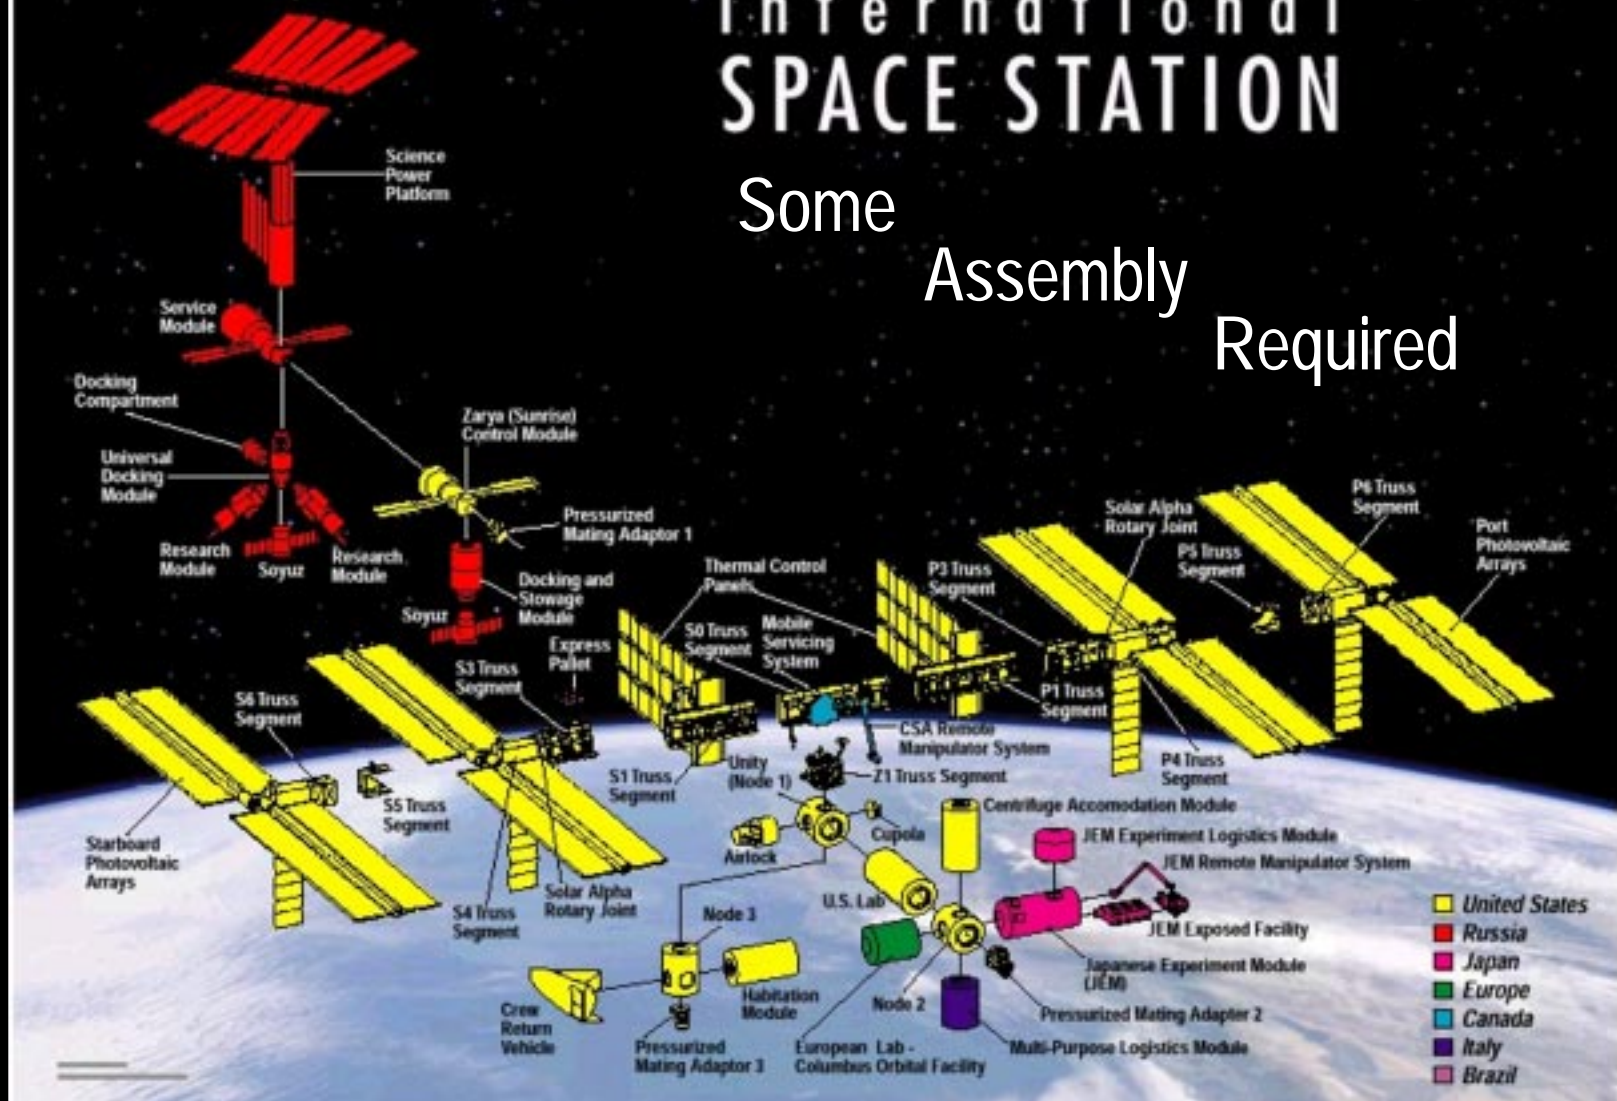 International
SPACE STATION
Some
Assembly
Required
Science
Power
Platform
Service
Module
Docking
Compartment
Universal
Docking
Module
Research
Module
Soyuz
Research
Module
Zarya (Sunrise)
Control Module
Pressurized
Mating Adaptor 1
Docking and
Stowage
Module
Soyuz
Express
Pallet
Thermal Control
Panels
S0 Truss
Segment
Mobile
Servicing
System
P3 Truss
Segment
Solar Alpha
Rotary Joint
P5 Truss
Segment
P6 Truss
Segment
Port
Photovoltaic
Arrays
S3 Truss
Segment
S6 Truss
Segment
P1 Truss
Segment
CSA Remote
Manipulator System
P4 Truss
Segment
S5 Truss
Segment
S1 Truss
Segment
Unity
(Node 1)
Z1 Truss Segment
Centrifuge Accomodation Module
Cupola
Airlock
JEM Experiment Logistics Module
JEM Remote Manipulator System
Starboard
Photovoltaic
Arrays
S4 Truss
Segment
Solar Alpha
Rotary Joint
U.S. Lab
Node 3
JEM Exposed Facility
Japanese Experiment Module
(JEM)
Habitation
Module
Node 2
Crew
Return
Vehicle
Pressurized
Mating Adaptor 3
European Lab -
Columbus Orbital Facility
Pressurized Mating Adapter 2
Multi-Purpose Logistics Module
United States
Russia
Japan
Europe
Canada
Italy
Brazil